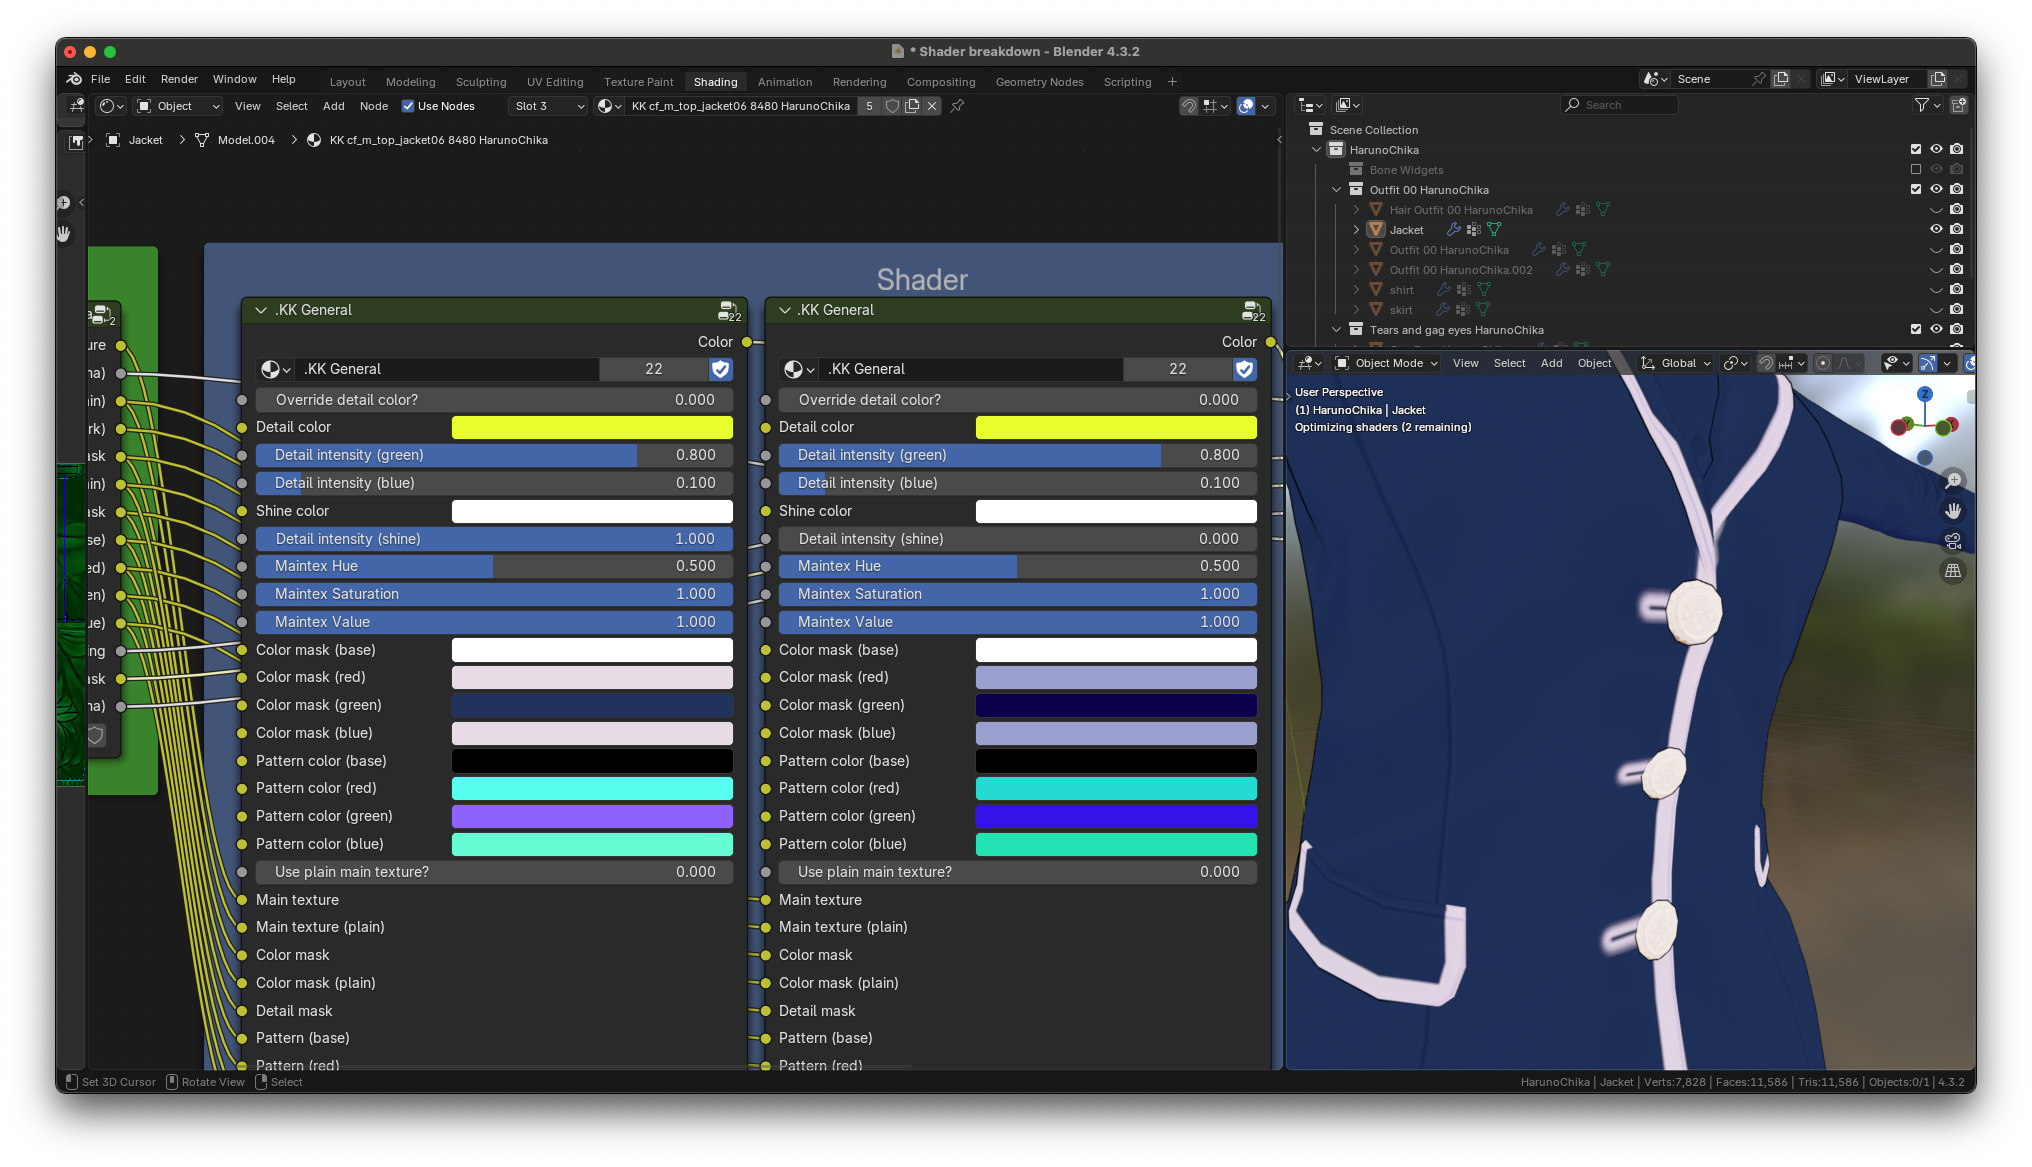 * Shader breakdown - Blender 4.3.2
File Edit Render Window Help Layout Modeling Sculpting UV Editing Texture Paint Shading Animation Rendering Compositing Geometry Nodes Scripting + Scene ViewLayer
Object View Select Add Node Use Nodes Slot 3 KK cf_m_top_jacket06 8480 HarunoChika 5
Jacket > Model.004 > KK cf_m_top_jacket06 8480 HarunoChika
Search
Scene Collection
HarunoChika
Bone Widgets
Outfit 00 HarunoChika
Hair Outfit 00 HarunoChika
Jacket
Outfit 00 HarunoChika
Outfit 00 HarunoChika.002
shirt
skirt
Tears and gag eyes HarunoChika
2
ure
na)
in)
rk)
ask
in)
ask
se)
ed)
en)
ue)
ing
ask
na)
Shader
.KK General
22
Color
.KK General 22
Override detail color? 0.000
Detail color
Detail intensity (green) 0.800
Detail intensity (blue) 0.100
Shine color
Detail intensity (shine) 1.000
Maintex Hue 0.500
Maintex Saturation 1.000
Maintex Value 1.000
Color mask (base)
Color mask (red)
Color mask (green)
Color mask (blue)
Pattern color (base)
Pattern color (red)
Pattern color (green)
Pattern color (blue)
Use plain main texture? 0.000
Main texture
Main texture (plain)
Color mask
Color mask (plain)
Detail mask
Pattern (base)
Pattern (red)
.KK General
22
Color
.KK General 22
Override detail color? 0.000
Detail color
Detail intensity (green) 0.800
Detail intensity (blue) 0.100
Shine color
Detail intensity (shine) 0.000
Maintex Hue 0.500
Maintex Saturation 1.000
Maintex Value 1.000
Color mask (base)
Color mask (red)
Color mask (green)
Color mask (blue)
Pattern color (base)
Pattern color (red)
Pattern color (green)
Pattern color (blue)
Use plain main texture? 0.000
Main texture
Main texture (plain)
Color mask
Color mask (plain)
Detail mask
Pattern (base)
Pattern (red)
Object Mode View Select Add Object Global
User Perspective
(1) HarunoChika | Jacket
Optimizing shaders (2 remaining)
Z
Set 3D Cursor Rotate View Select
HarunoChika | Jacket | Verts:7,828 | Faces:11,586 | Tris:11,586 | Objects:0/1 | 4.3.2